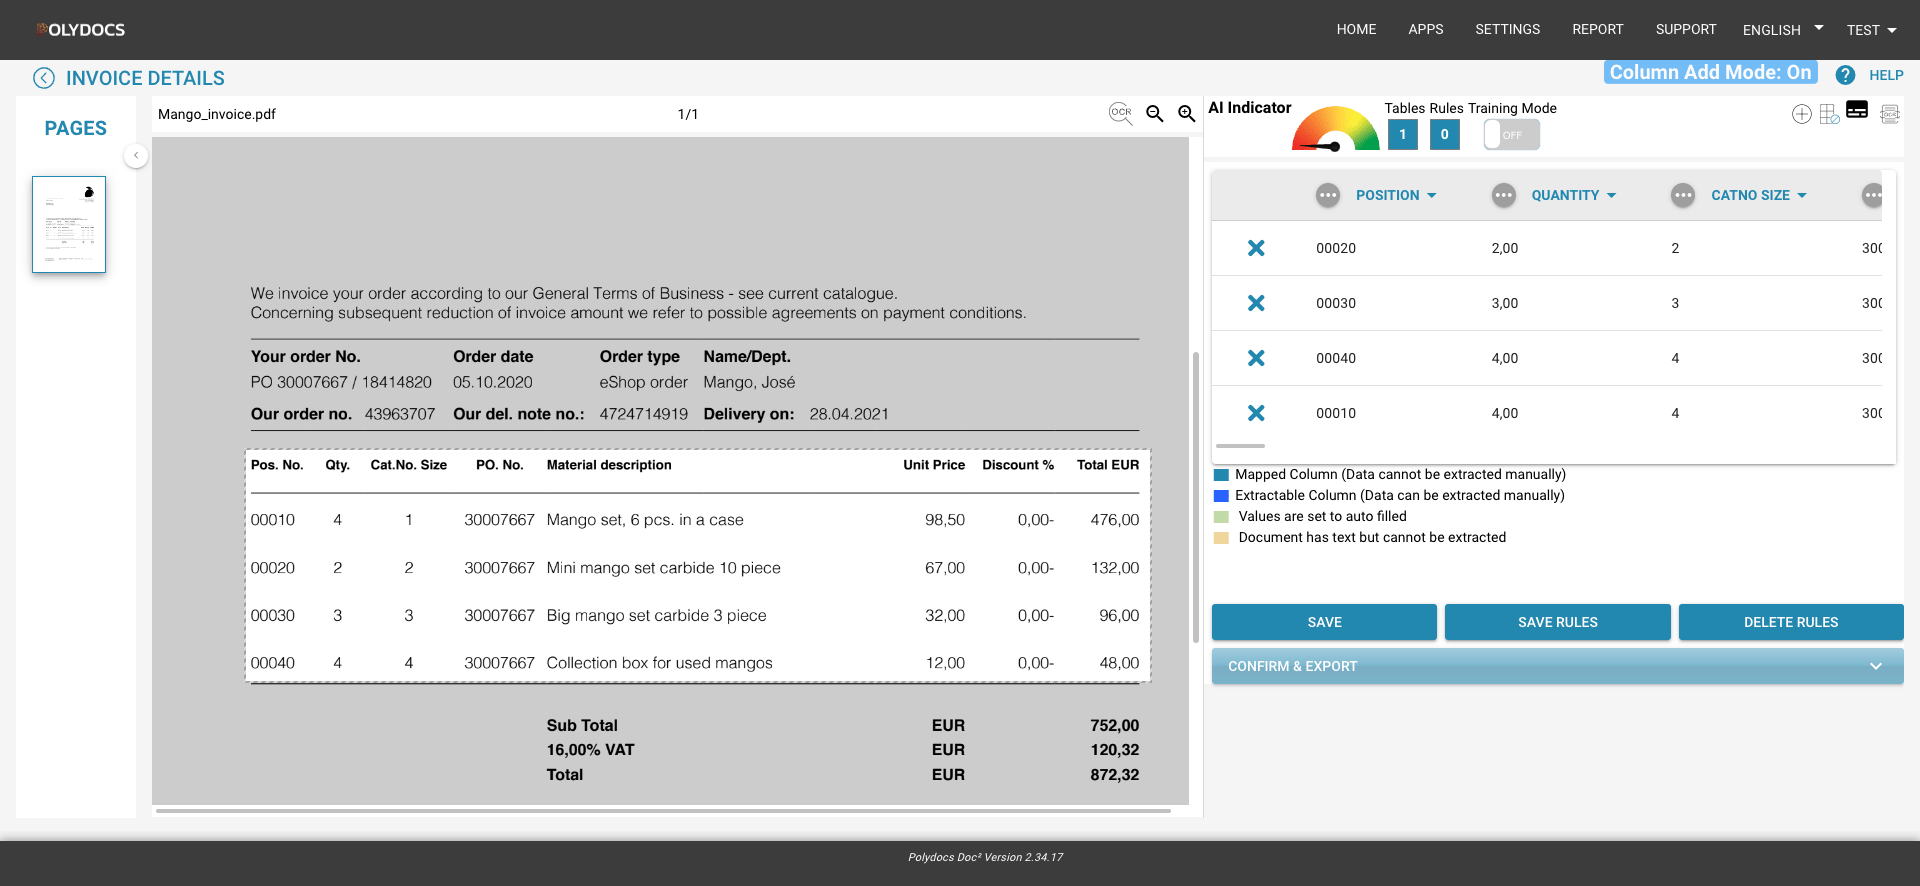 POLYDOCS
HOME APPS SETTINGS REPORT SUPPORT ENGLISH TEST
INVOICE DETAILS
Column Add Mode: On
HELP
PAGES
Mango_invoice.pdf 1/1 OCR
We invoice your order according to our General Terms of Business - see current catalogue.
Concerning subsequent reduction of invoice amount we refer to possible agreements on payment conditions.
Your order No. Order date Order type Name/Dept.
PO 30007667 / 18414820 05.10.2020 eShop order Mango, José
Our order no. 43963707 Our del. note no.: 4724714919 Delivery on: 28.04.2021
Pos. No. Qty. Cat.No. Size PO. No. Material description Unit Price Discount % Total EUR
00010 4 1 30007667 Mango set, 6 pcs. in a case 98,50 0,00- 476,00
00020 2 2 30007667 Mini mango set carbide 10 piece 67,00 0,00- 132,00
00030 3 3 30007667 Big mango set carbide 3 piece 32,00 0,00- 96,00
00040 4 4 30007667 Collection box for used mangos 12,00 0,00- 48,00
Sub Total EUR 752,00
16,00% VAT EUR 120,32
Total EUR 872,32
AI Indicator Tables Rules Training Mode
1 0 OFF
POSITION QUANTITY CATNO SIZE
00020 2,00 2 300
00030 3,00 3 300
00040 4,00 4 300
00010 4,00 4 300
Mapped Column (Data cannot be extracted manually)
Extractable Column (Data can be extracted manually)
Values are set to auto filled
Document has text but cannot be extracted
SAVE SAVE RULES DELETE RULES
CONFIRM & EXPORT
Polydocs Doc² Version 2.34.17